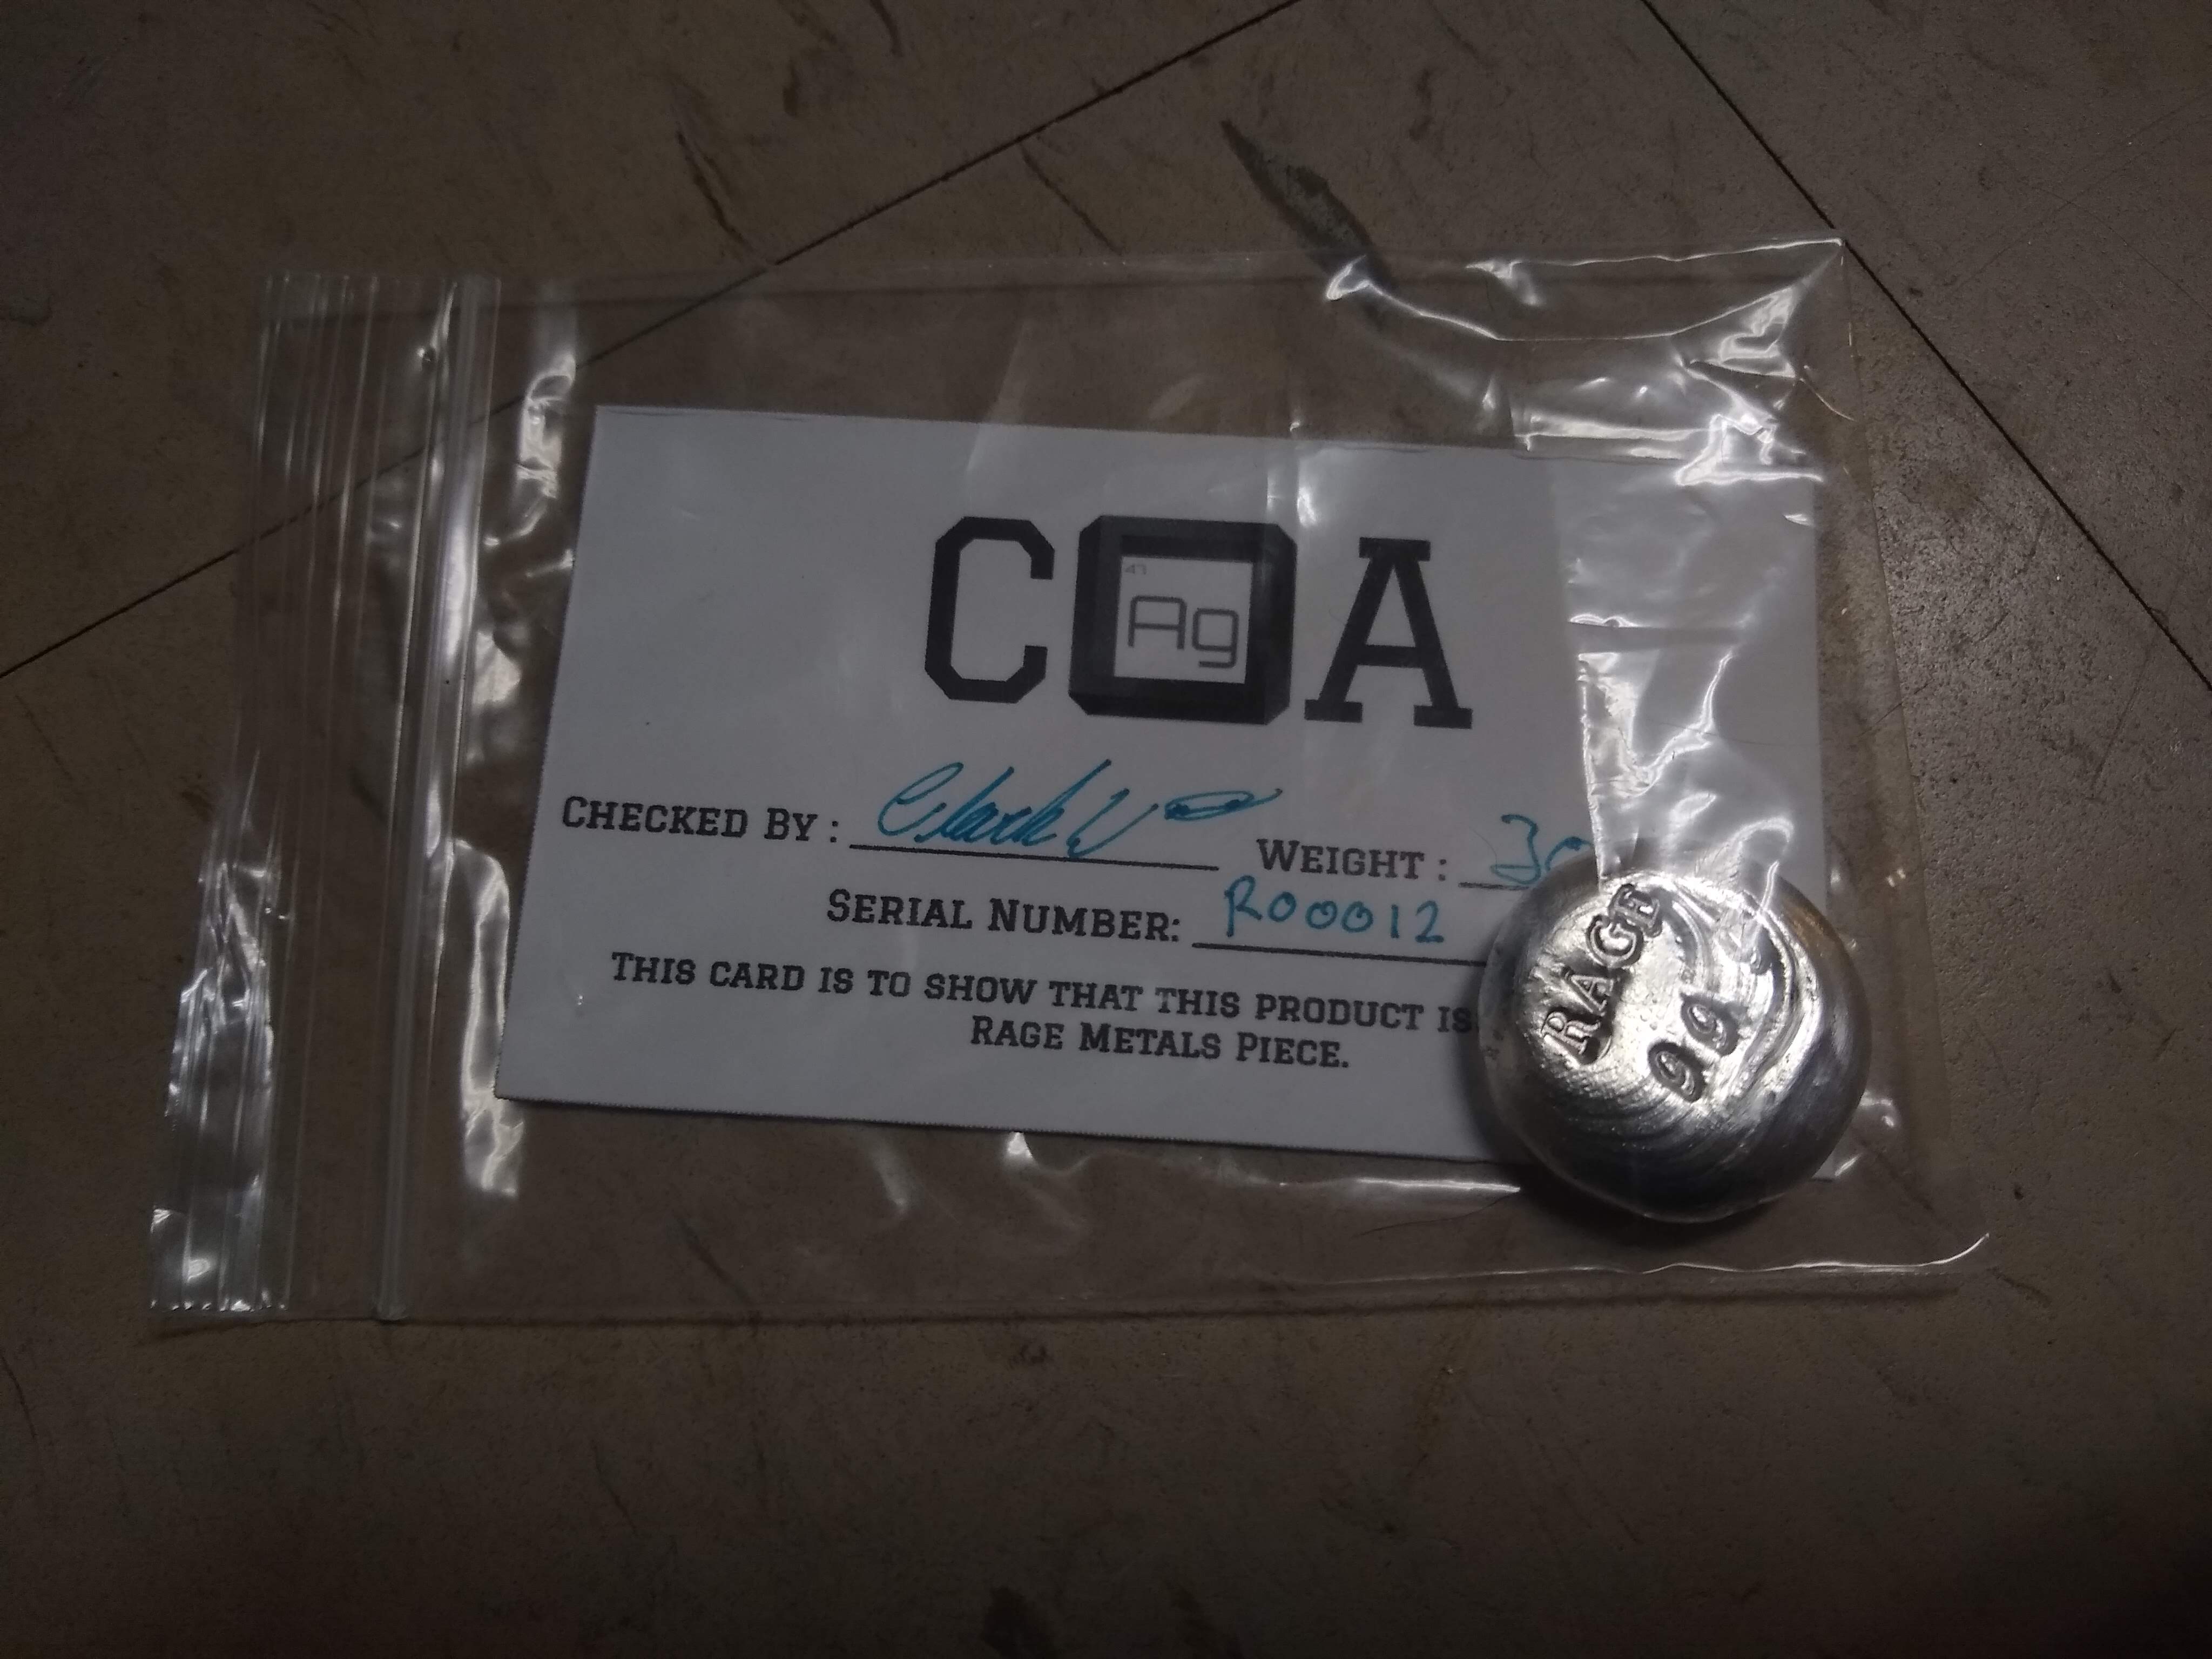 COA
47
Ag
CHECKED BY : WEIGHT :
SERIAL NUMBER: R00012
THIS CARD IS TO SHOW THAT THIS PRODUCT IS
RAGE METALS PIECE.
RAGE
99